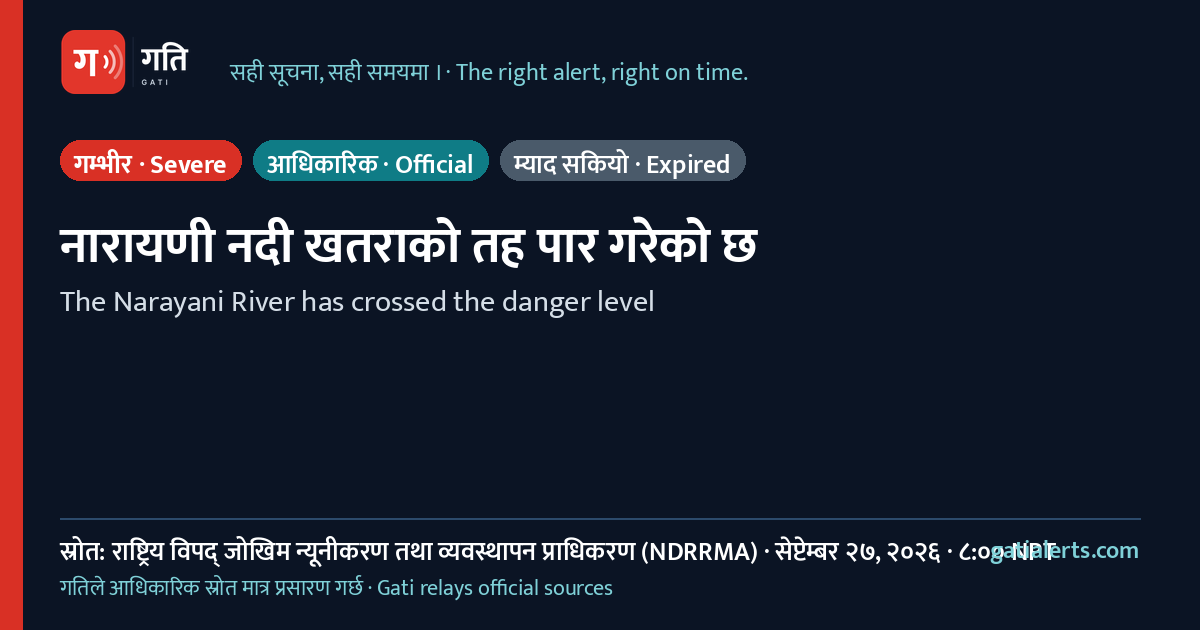 ग गति
GATI
सही सूचना, सही समयमा । · The right alert, right on time.
गम्भीर · Severe
आधिकारिक · Official
म्याद सकियो · Expired
नारायणी नदी खतराको तह पार गरेको छ
The Narayani River has crossed the danger level
स्रोत: राष्ट्रिय विपद् जोखिम न्यूनीकरण तथा व्यवस्थापन प्राधिकरण (NDRRMA) · सेप्टेम्बर २७, २०२६ · NPT
gatialerts.com
गतिले आधिकारिक स्रोत मात्र प्रसारण गर्छ · Gati relays official sources